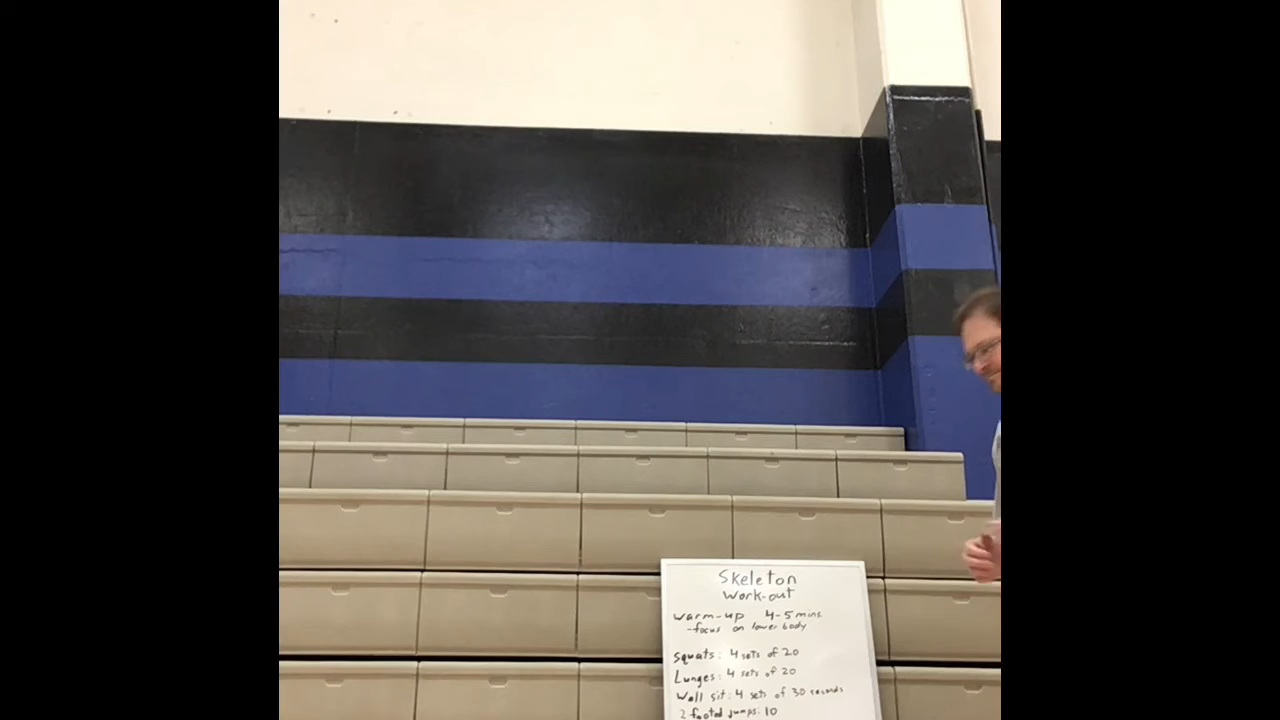 Skeleton
Work-out
Warm-up 4-5 mins
-focus on lower body
Squats: 4 sets of 20
Lunges: 4 sets of 20
Wall sit: 4 sets of 30 seconds
2 footed jumps: 10